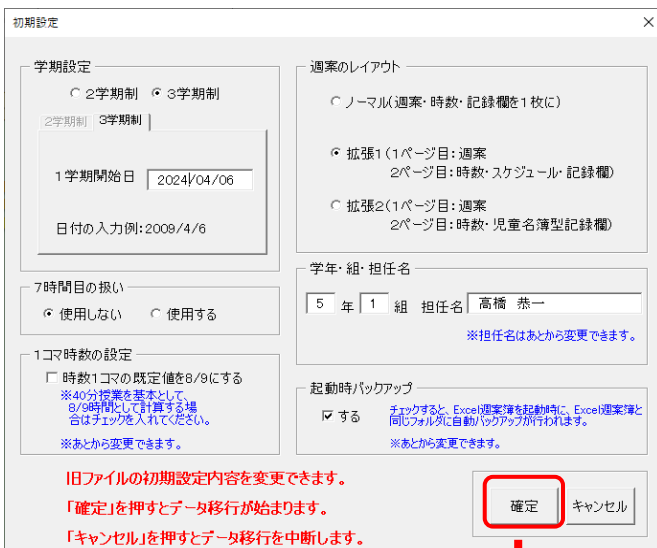 初期設定
学期設定
2学期制 3学期制
2学期制 3学期制
1学期開始日 2024/04/06
日付の入力例:2009/4/6
7時間目の扱い
使用しない 使用する
1コマ時数の設定
時数1コマの既定値を8/9にする
※40分授業を基本として、
8/9時間として計算する場
合はチェックを入れてください。
※あとから変更できます。
週案のレイアウト
ノーマル(週案・時数・記録欄を1枚に)
拡張1(1ページ目:週案
2ページ目:時数・スケジュール・記録欄)
拡張2(1ページ目:週案
2ページ目:時数・児童名簿型記録欄)
学年・組・担任名
5 年 1 組 担任名 高橋 恭一
※担任名はあとから変更できます。
起動時バックアップ
する
チェックすると、Excel週案簿を起動時に、Excel週案簿と
同じフォルダに自動バックアップが行われます。
※あとから変更できます。
旧ファイルの初期設定内容を変更できます。
「確定」を押すとデータ移行が始まります。
「キャンセル」を押すとデータ移行を中断します。
確定 キャンセル